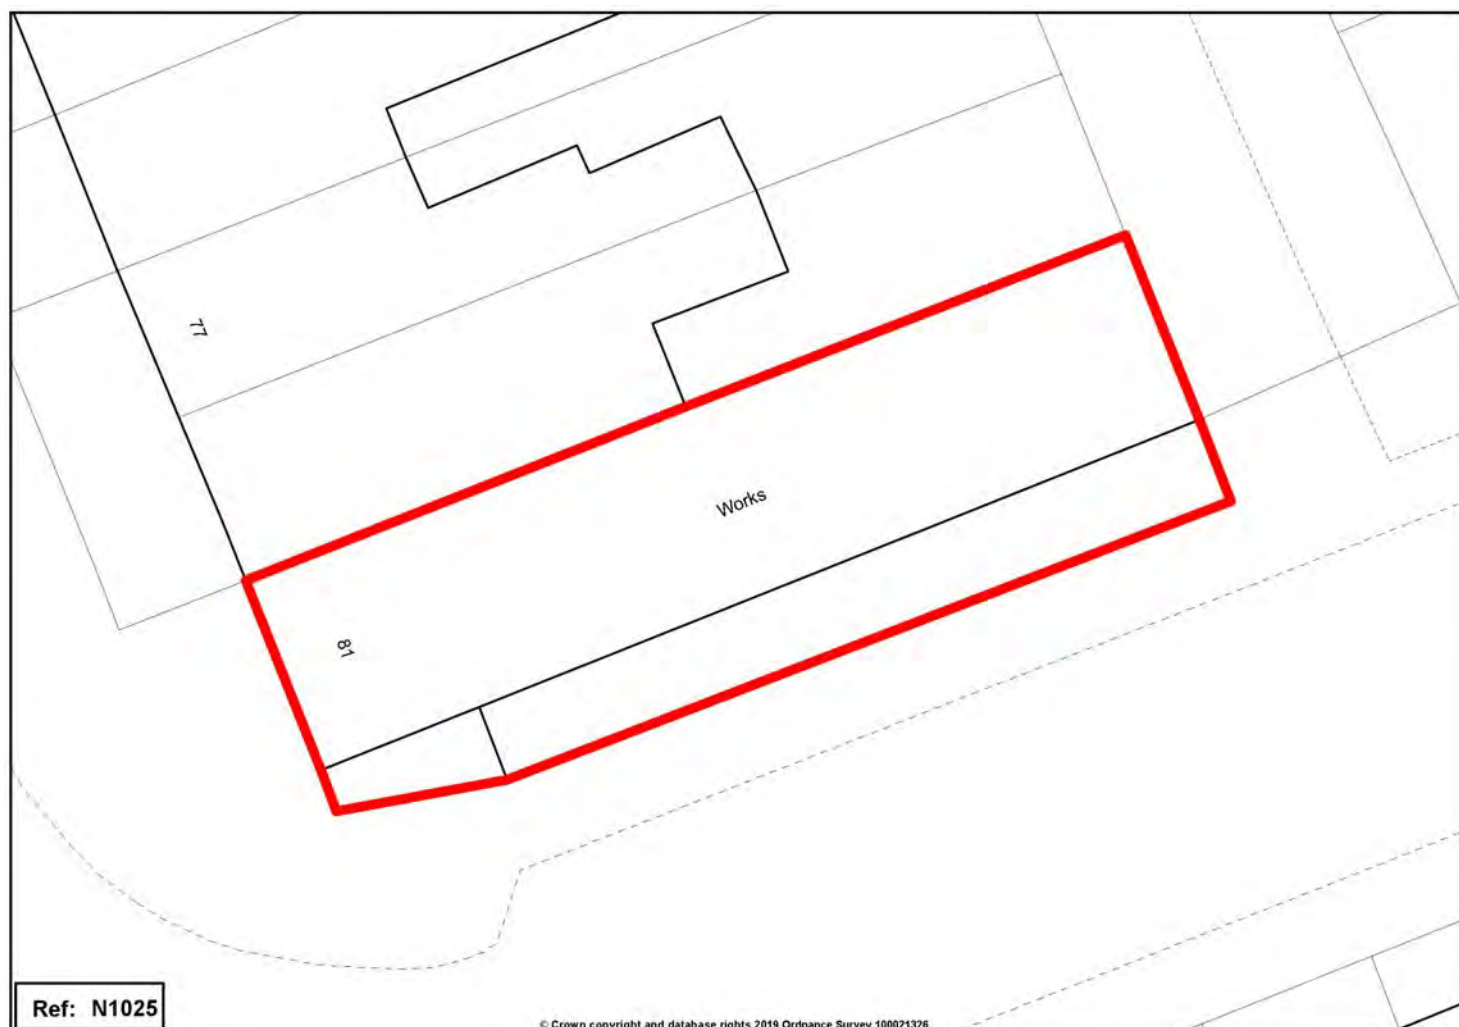 77
Works
81
Ref: N1025
© Crown copyright and database rights 2019 Ordnance Survey 100021326